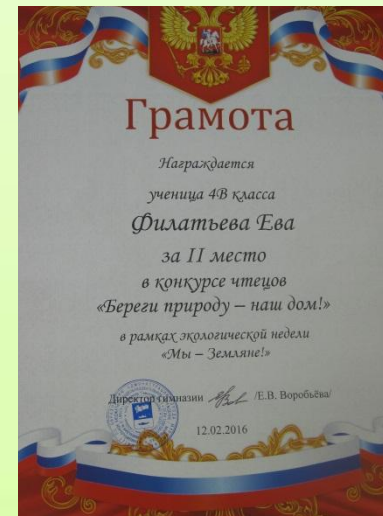 Грамота
Награждается
ученица 4В класса
Филатьева Ева
за II место
в конкурсе чтецов
«Береги природу – наш дом!»
в рамках экологической недели
«Мы – Земляне!»
Директор гимназии /Е.В. Воробьёва/
12.02.2016